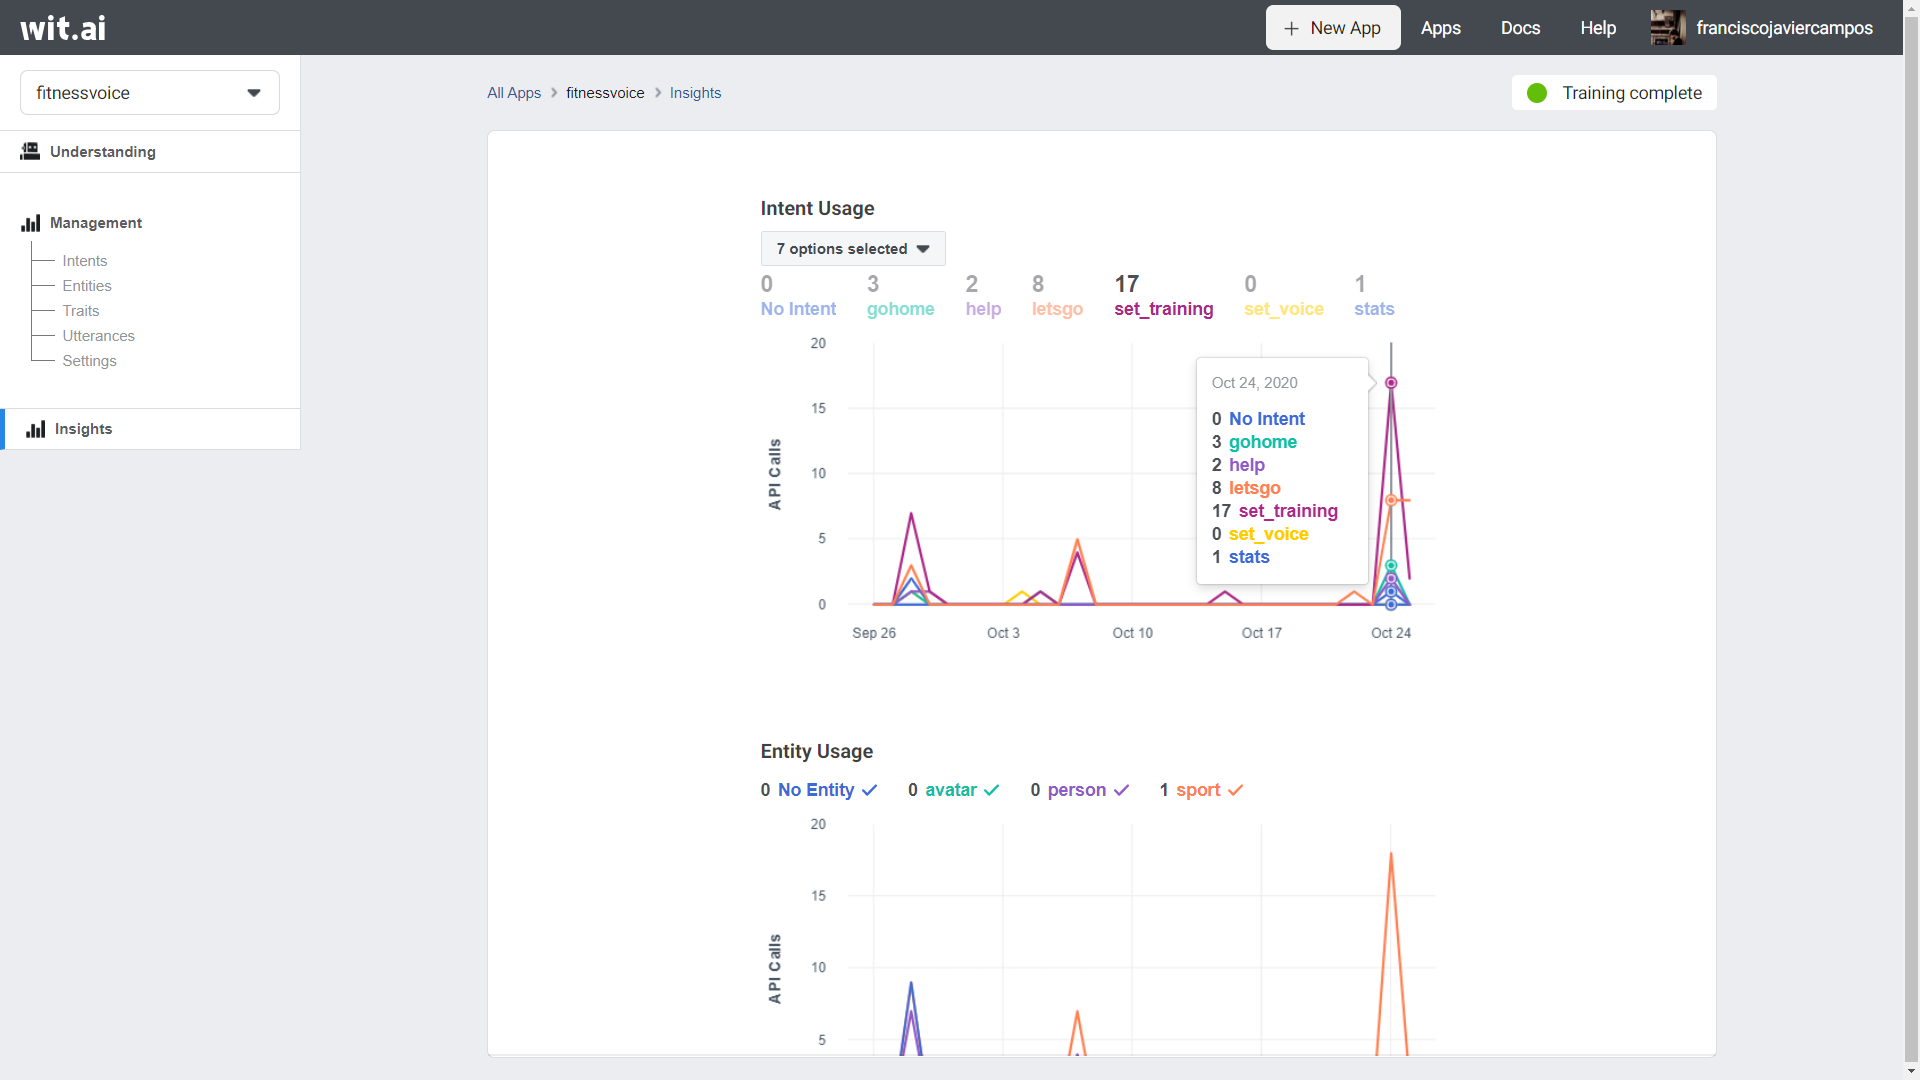 wit.ai
New App
Apps
Docs
Help
franciscojaviercampos
fitnessvoice
Understanding
Management
Intents
Entities
Traits
Utterances
Settings
Insights
All Apps
fitnessvoice
Insights
Training complete
Intent Usage
7 options selected
0 3 2 8 17 0 1
No Intent gohome help letsgo set_training set_voice stats
20
15
10
5
0
API Calls
Sep 26 Oct 3 Oct 10 Oct 17 Oct 24
Oct 24, 2020
0 No Intent
3 gohome
2 help
8 letsgo
17 set_training
0 set_voice
1 stats
Entity Usage
0 No Entity 0 avatar 0 person 1 sport
20
15
10
5
API Calls